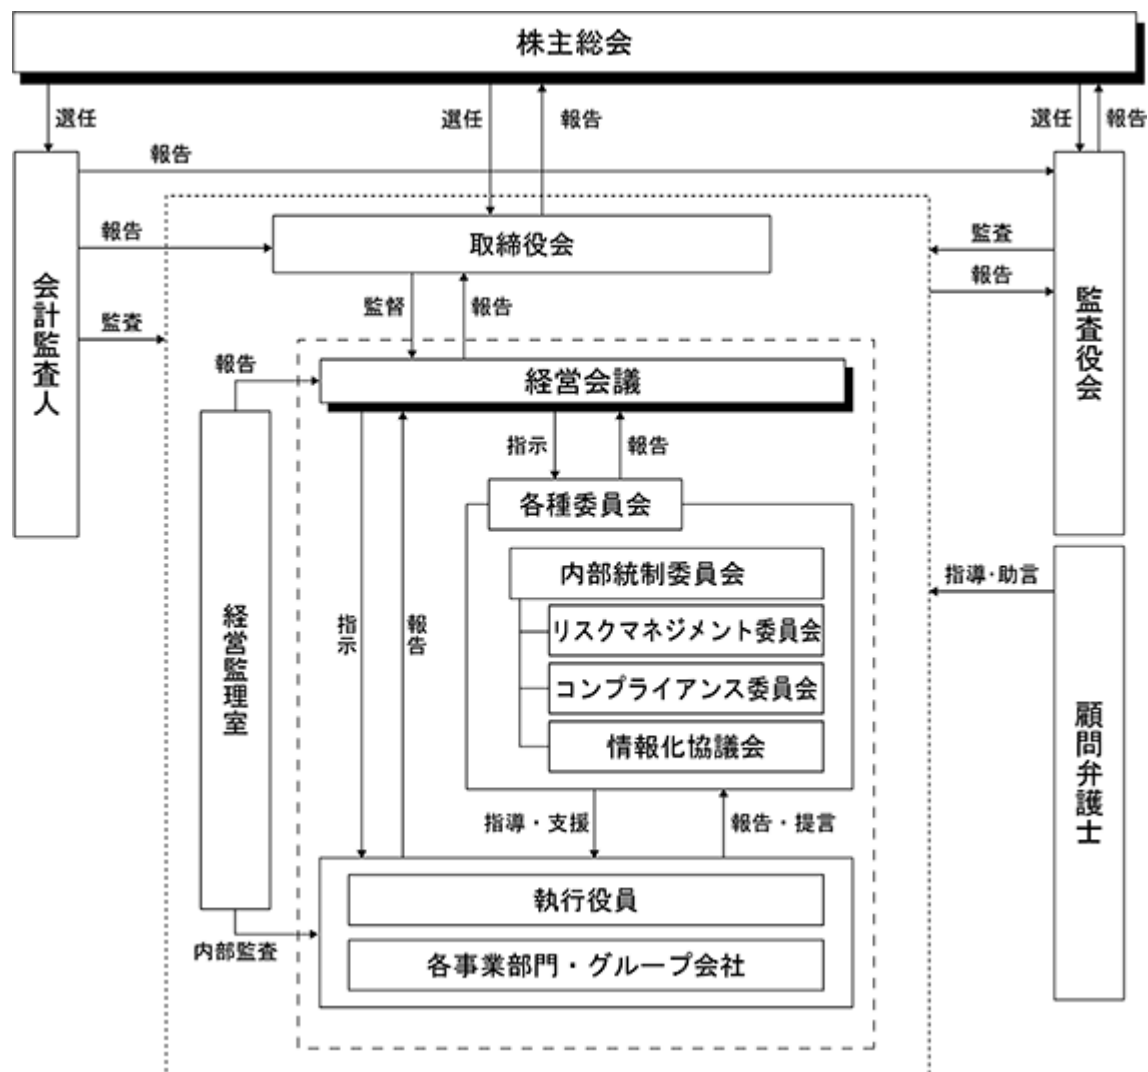 株主総会
選任
選任
報告
選任
報告
報告
報告
取締役会
監査
報告
会計監査人
監査役会
監督
報告
監査
報告
経営会議
指示
報告
各種委員会
内部統制委員会
指導・助言
リスクマネジメント委員会
指示
報告
経営監理室
コンプライアンス委員会
情報化協議会
顧問弁護士
指導・支援
報告・提言
執行役員
内部監査
各事業部門・グループ会社